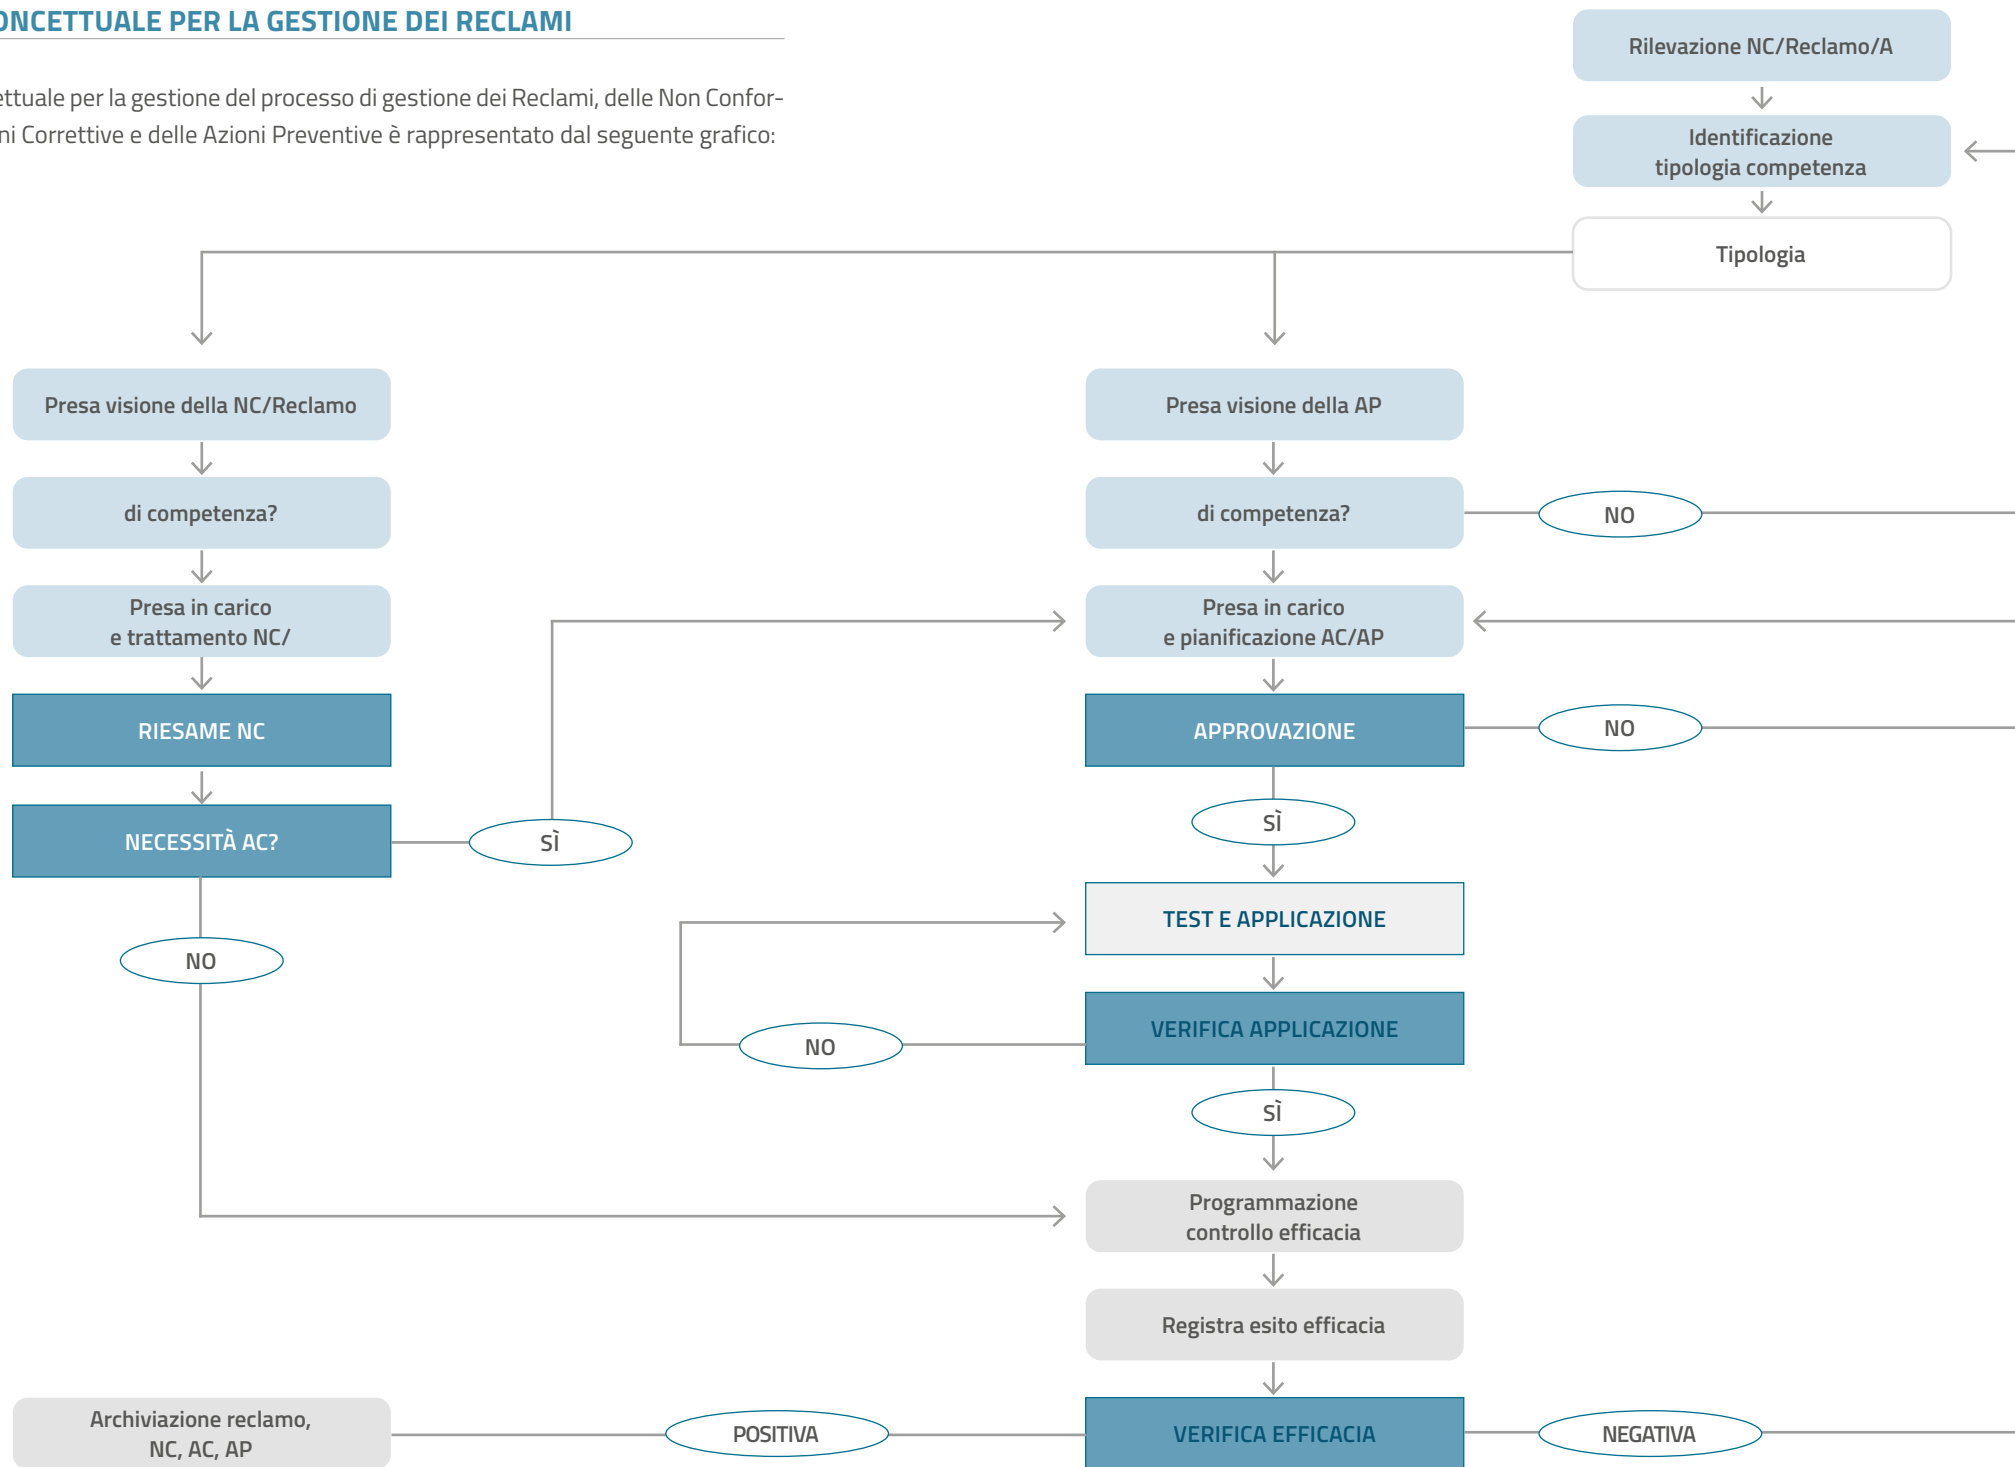 ONCETTUALE PER LA GESTIONE DEI RECLAMI
ettuale per la gestione del processo di gestione dei Reclami, delle Non Confor-
ni Correttive e delle Azioni Preventive è rappresentato dal seguente grafico:
Rilevazione NC/Reclamo/A
Identificazione
tipologia competenza
Tipologia
Presa visione della NC/Reclamo
di competenza?
Presa in carico
e trattamento NC/
RIESAME NC
NECESSITÀ AC?
SÌ
NO
Presa visione della AP
di competenza?
NO
Presa in carico
e pianificazione AC/AP
APPROVAZIONE
NO
SÌ
TEST E APPLICAZIONE
VERIFICA APPLICAZIONE
NO
SÌ
Programmazione
controllo efficacia
Registra esito efficacia
VERIFICA EFFICACIA
NEGATIVA
POSITIVA
Archiviazione reclamo,
NC, AC, AP